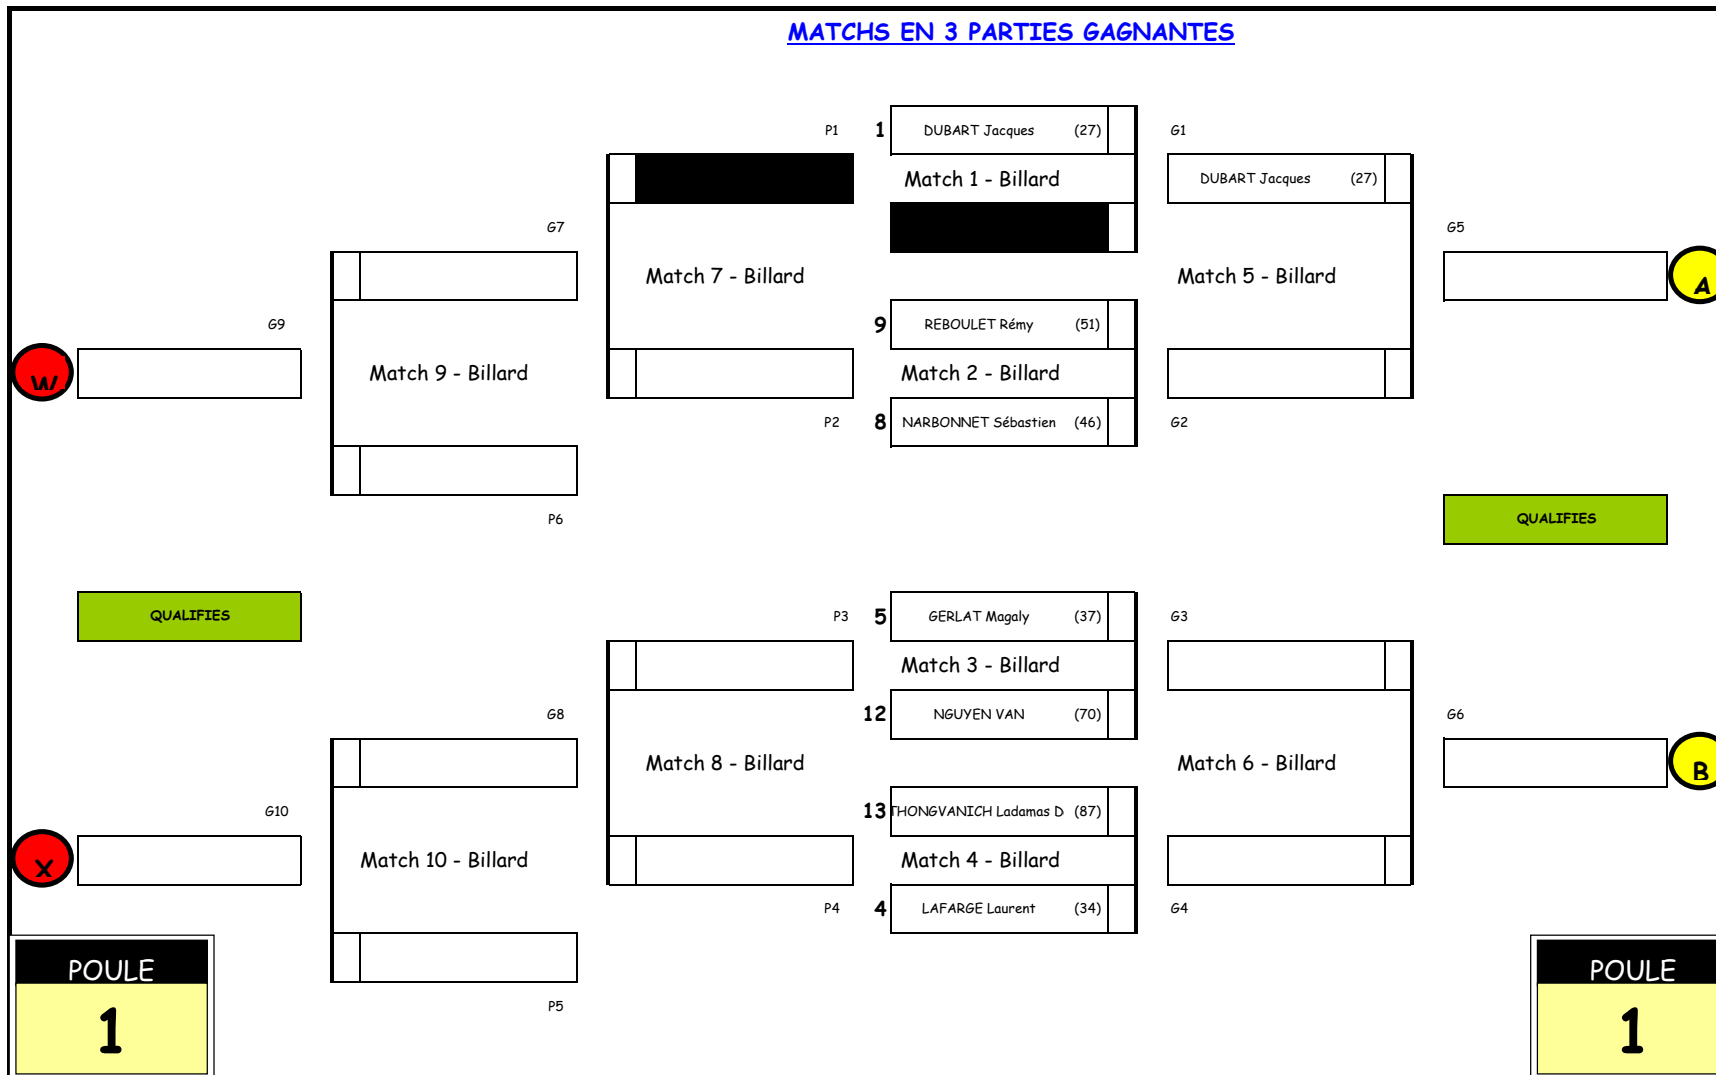 MATCHS EN 3 PARTIES GAGNANTES
P1 1 DUBART Jacques (27) G1
Match 1 - Billard DUBART Jacques (27)
G7 G5
Match 7 - Billard Match 5 - Billard A
G9 9 REBOULET Rémy (51)
W Match 9 - Billard Match 2 - Billard
P2 8 NARBONNET Sébastien (46) G2
P6 QUALIFIES
QUALIFIES P3 5 GERLAT Magaly (37) G3
Match 3 - Billard
G8 12 NGUYEN VAN (70) G6
Match 8 - Billard Match 6 - Billard B
G10 13 THONGVANICH Ladamas D (87)
X Match 10 - Billard Match 4 - Billard
P4 4 LAFARGE Laurent (34) G4
POULE POULE
P5
1 1